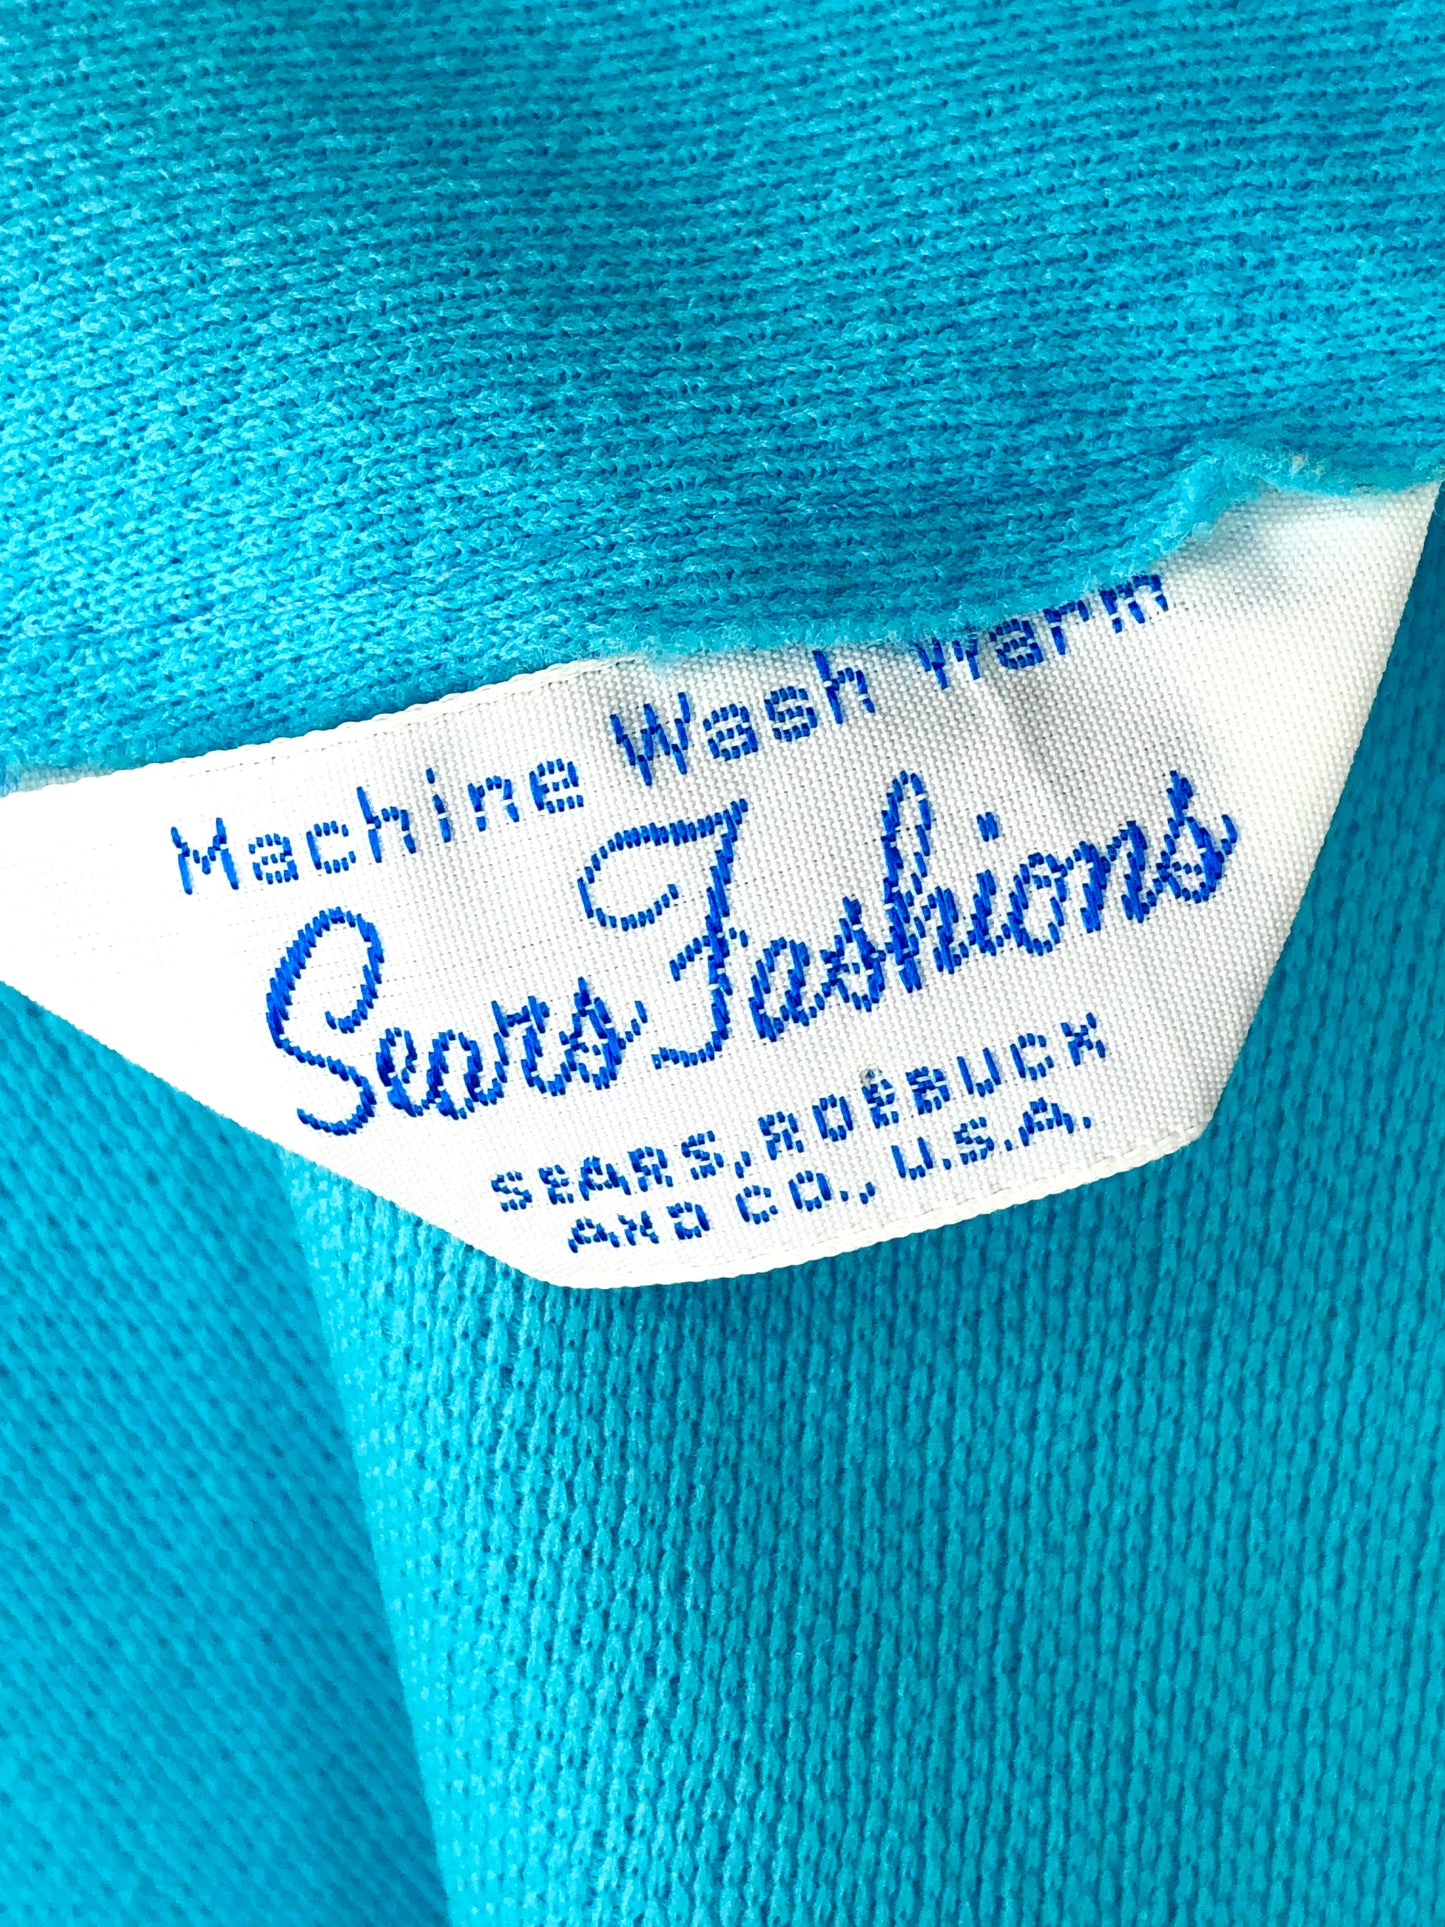 Machine Wash Warm
Sears Fashions
SEARS, ROEBUCK
AND CO., U.S.A.